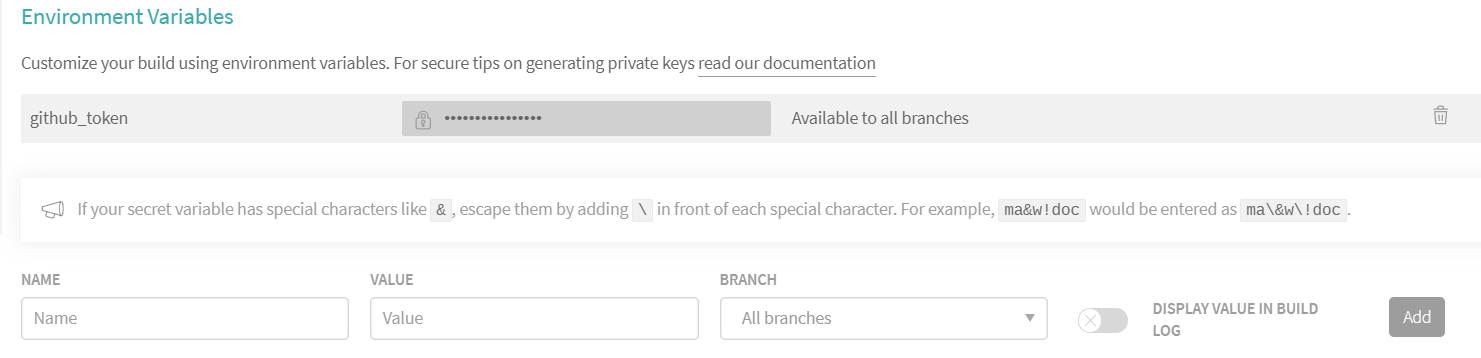 Environment Variables
Customize your build using environment variables. For secure tips on generating private keys read our documentation
github_token •••••••••••••••• Available to all branches
If your secret variable has special characters like & , escape them by adding \ in front of each special character. For example, ma&w!doc would be entered as ma\&w\!doc .
NAME VALUE BRANCH
Name Value All branches DISPLAY VALUE IN BUILD LOG Add